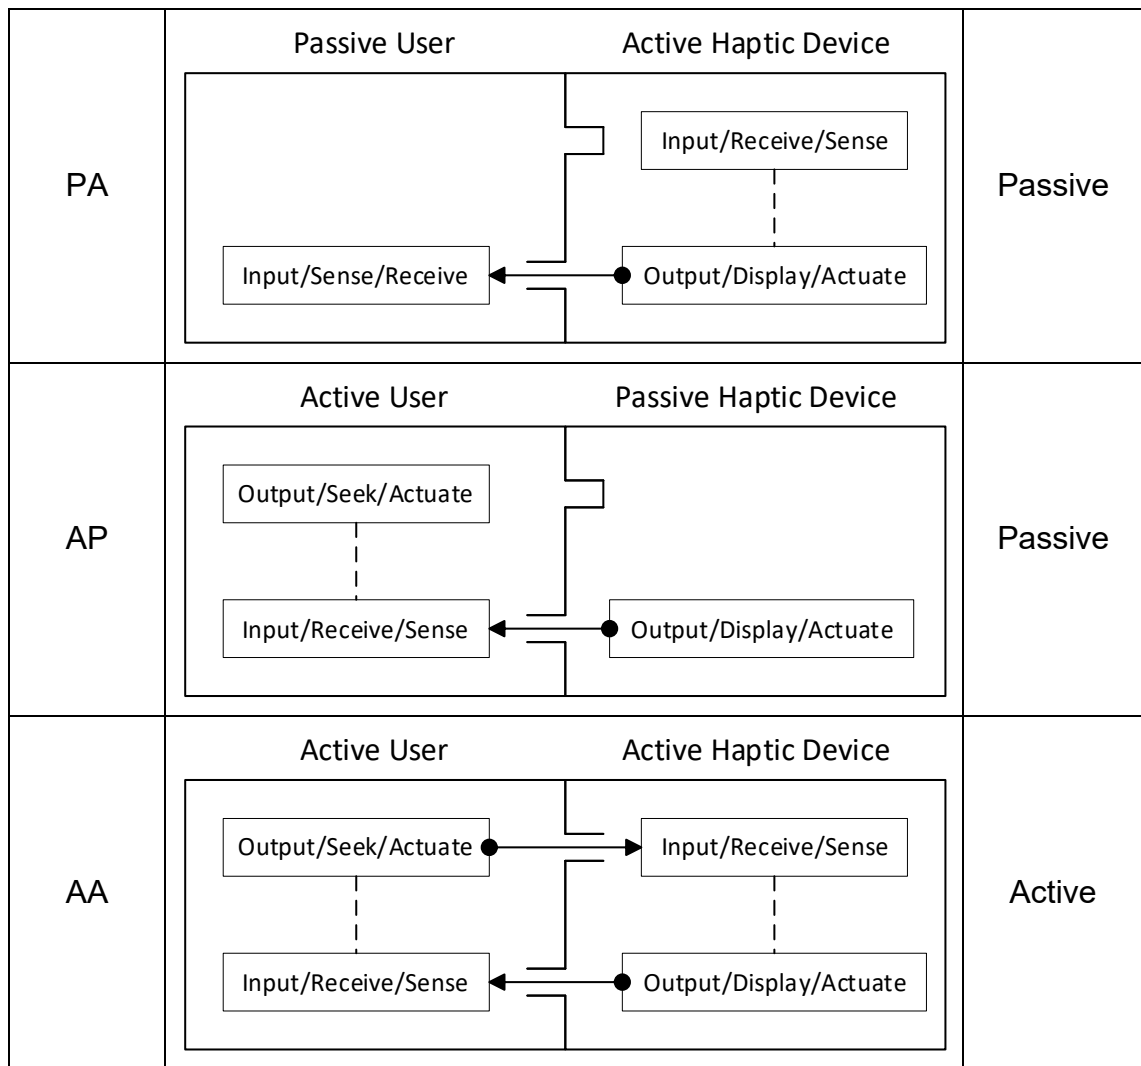 Passive User Active Haptic Device
PA
Input/Receive/Sense
Passive
Input/Sense/Receive Output/Display/Actuate
Active User Passive Haptic Device
Output/Seek/Actuate
AP
Passive
Input/Receive/Sense Output/Display/Actuate
Active User Active Haptic Device
Output/Seek/Actuate Input/Receive/Sense
AA
Active
Input/Receive/Sense Output/Display/Actuate